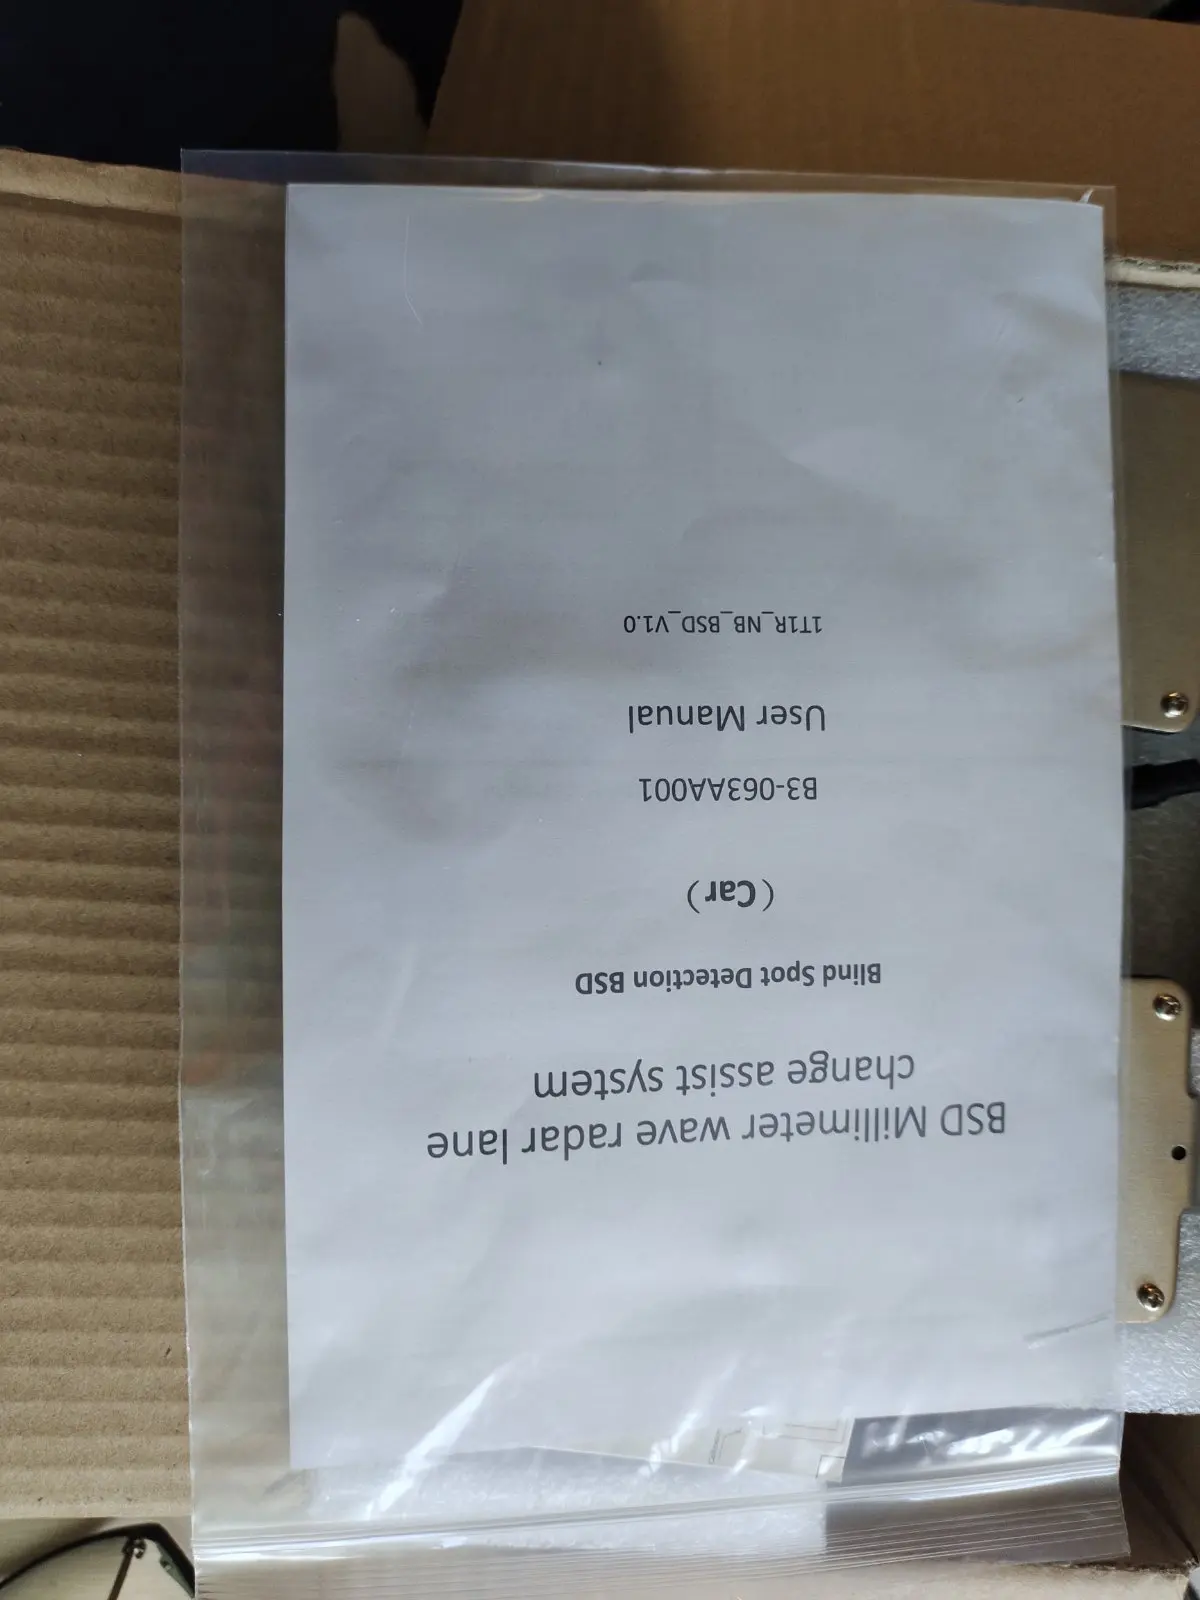 BSD Millimeter wave radar lane
change assist system
Blind Spot Detection BSD
（Car）
B3-063AA001
User Manual
1T1R_NB_BSD_V1.0